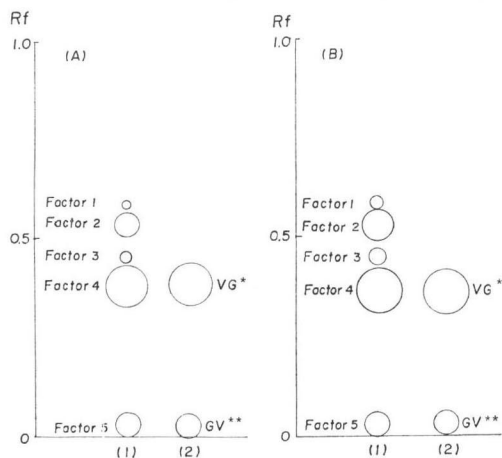 Rf
1.0
(A)
Factor 1
Factor 2
0.5
Factor 3
Factor 4
VG*
Factor 5
GV**
0
(1)
(2)
Rf
1.0
(B)
Factor 1
Factor 2
0.5
Factor 3
Factor 4
VG*
Factor 5
GV**
0
(1)
(2)